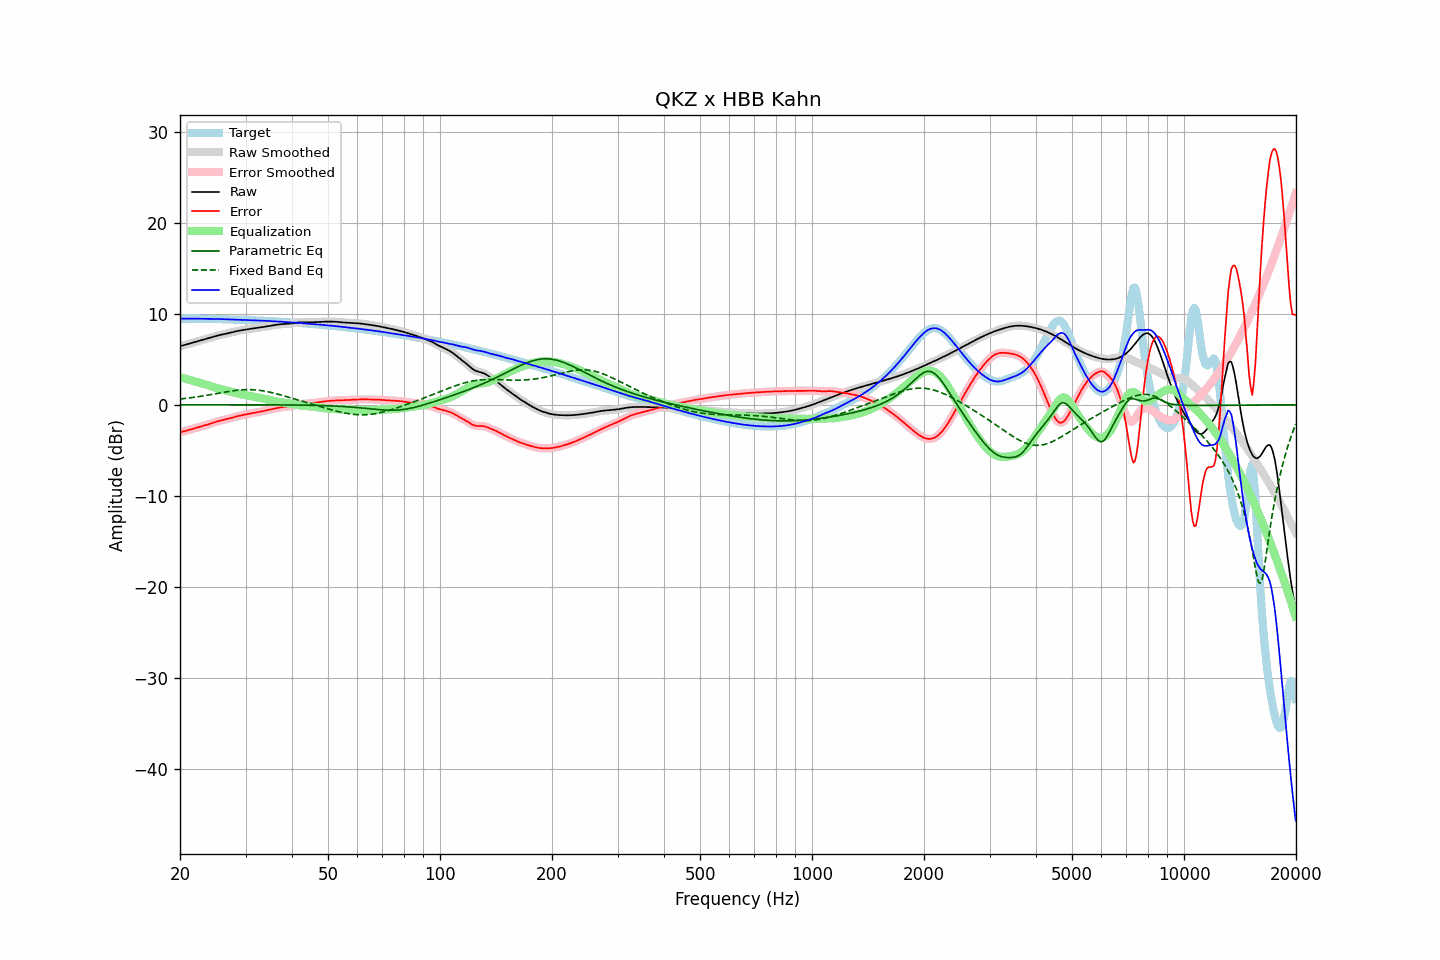 QKZ x HBB Kahn
Target
Raw Smoothed
Error Smoothed
Raw
Error
Equalization
Parametric Eq
Fixed Band Eq
Equalized
30
20
10
0
−10
−20
−30
−40
Amplitude (dBr)
20
50
100
200
500
1000
2000
5000
10000
20000
Frequency (Hz)